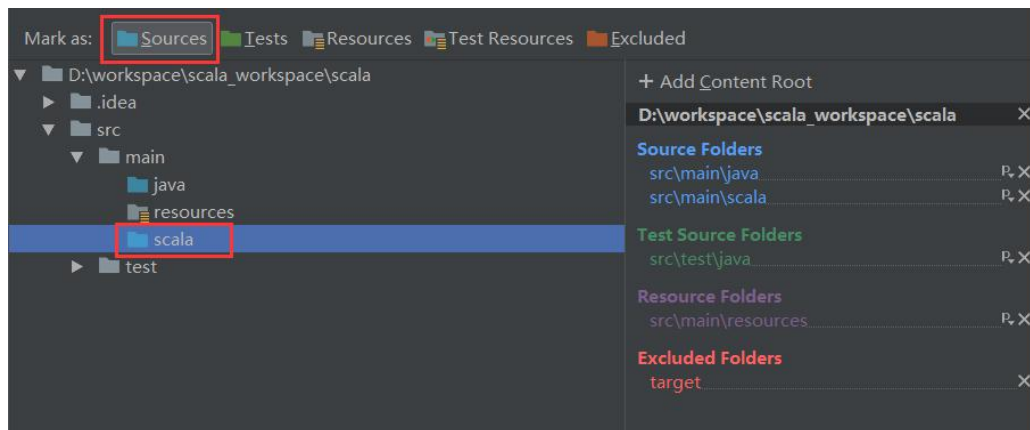 Mark as: Sources Tests Resources Test Resources Excluded
D:\workspace\scala_workspace\scala
.idea
src
main
java
resources
scala
test
+ Add Content Root
D:\workspace\scala_workspace\scala
Source Folders
src\main\java
src\main\scala
Test Source Folders
src\test\java
Resource Folders
src\main\resources
Excluded Folders
target